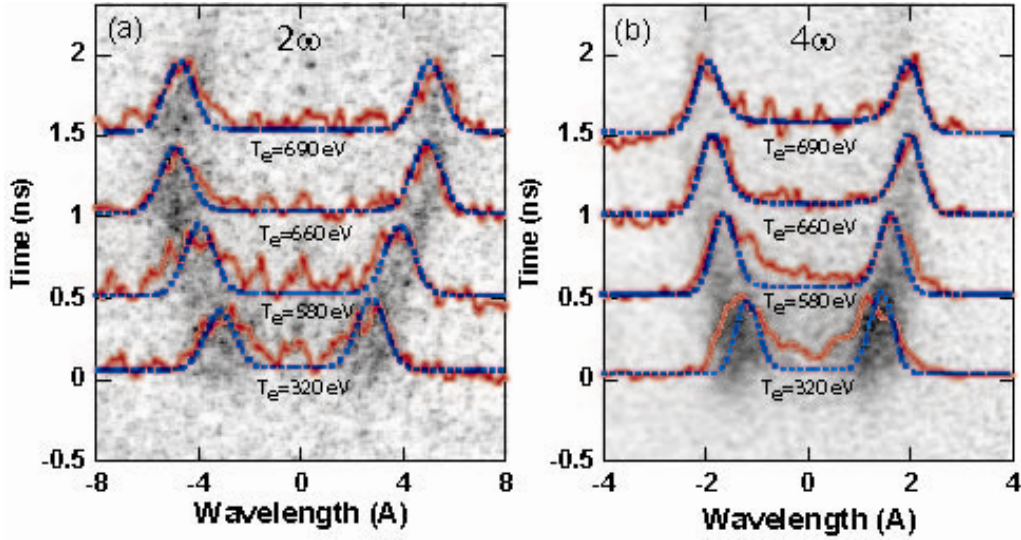 (a)
2ω
Time (ns)
2
1.5
1
0.5
0
-0.5
Te=690 eV
Te=660 eV
Te=580 eV
Te=320 eV
-8 -4 0 4 8
Wavelength (A)
(b)
4ω
Time (ns)
2
1.5
1
0.5
0
-0.5
Te=690 eV
Te=660 eV
Te=580 eV
Te=320 eV
-4 -2 0 2 4
Wavelength (A)